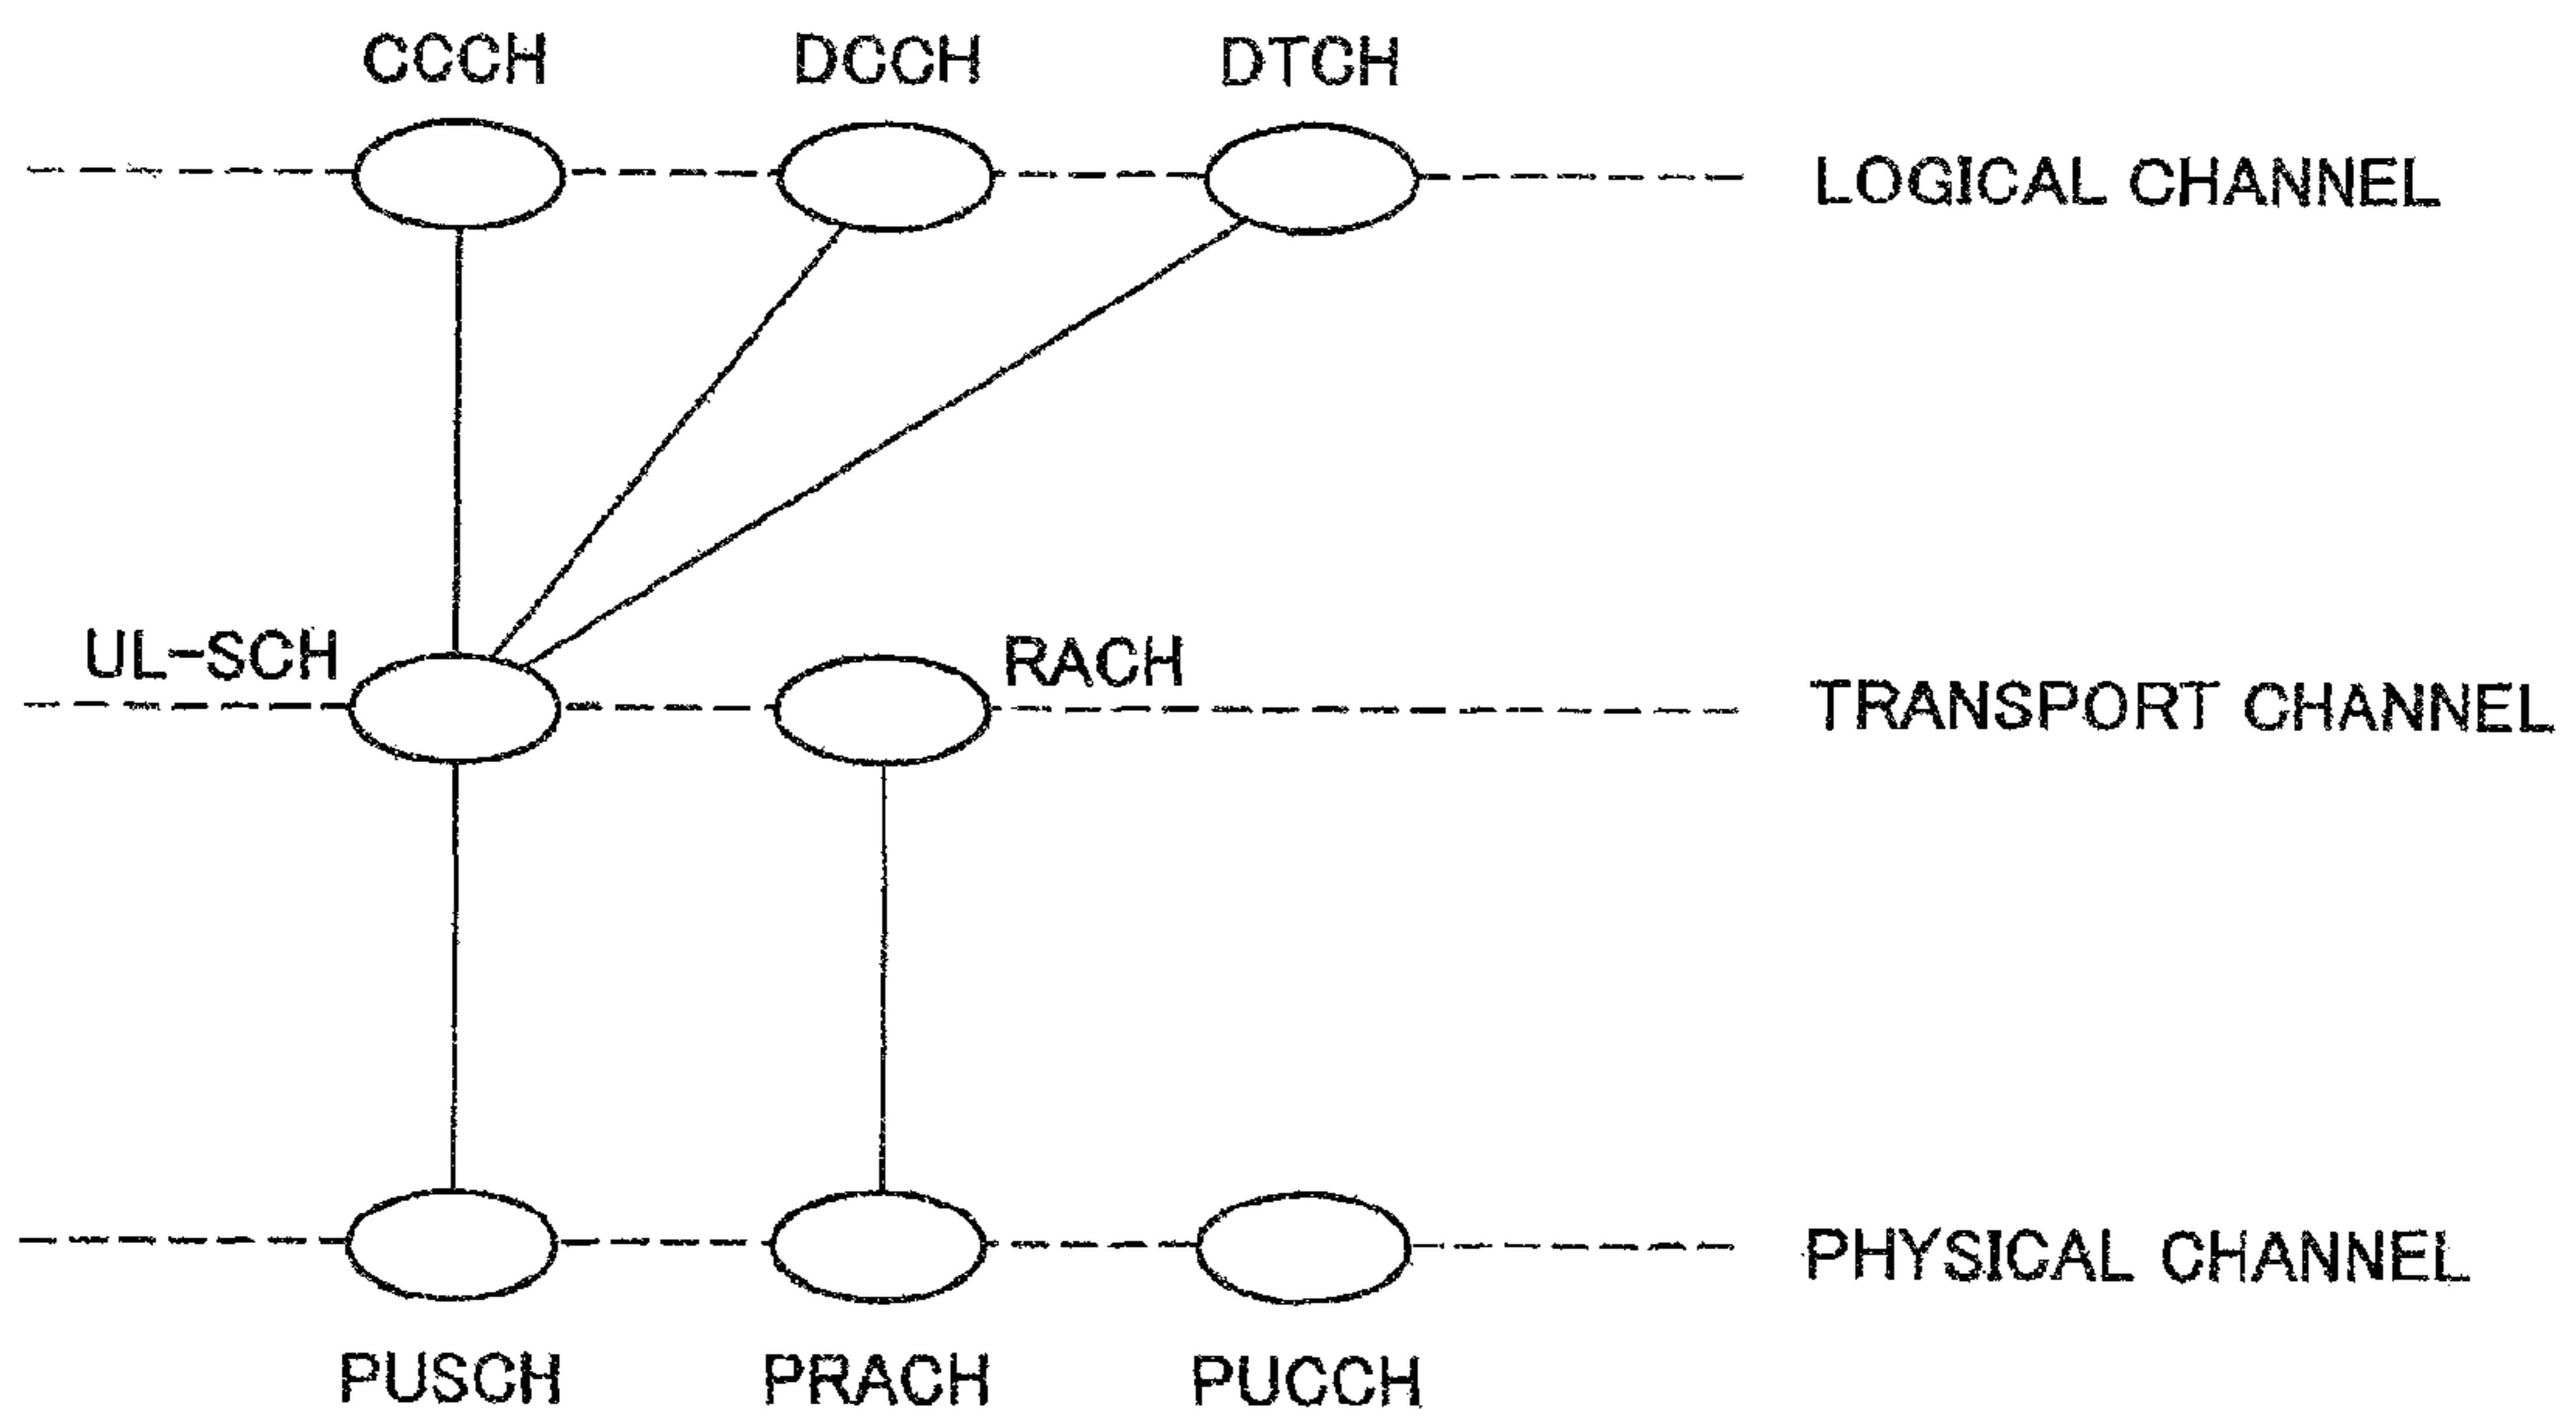 CCCH DCCH DTCH
LOGICAL CHANNEL
UL-SCH RACH
TRANSPORT CHANNEL
PHYSICAL CHANNEL
PUSCH PRACH PUCCH